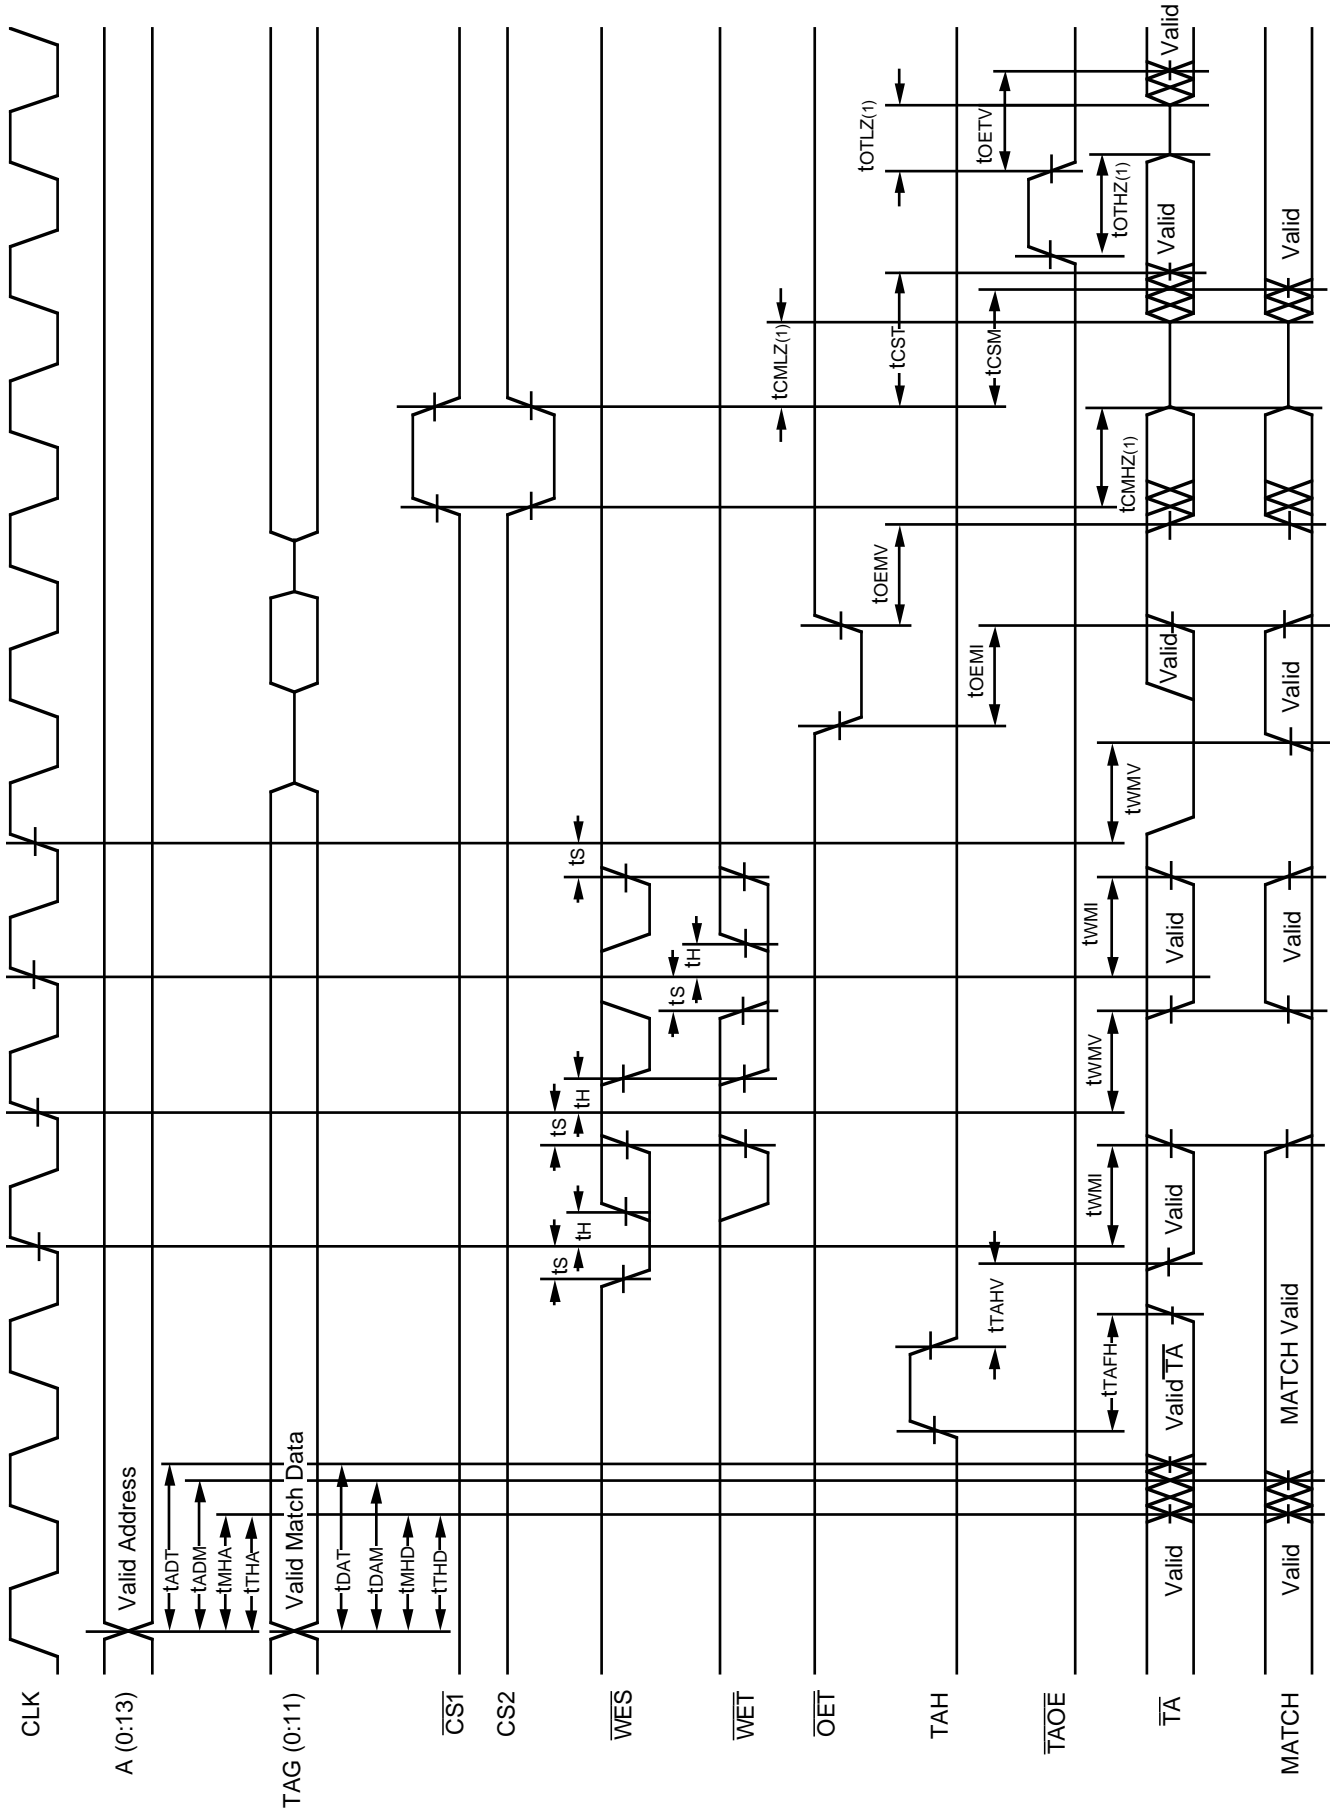 CLK
A (0:13)
Valid Address
tADT
tADM
tMHA
tTHA
TAG (0:11)
Valid Match Data
tDAT
tDAM
tMHD
tTHD
CS1
CS2
WES
tS
tH
tS
tH
tS
WET
tS
tH
OET
tOEMI
tOEMV
tCMLZ(1)
TAH
tTAHV
tCST
tCSM
tOTLZ(1)
tOETV
TAOE
tTAFH
tWMI
tWMV
tWMI
tWMV
tCMHZ(1)
tOTHZ(1)
TA
Valid
Valid TA
Valid
Valid
Valid
Valid
Valid
MATCH
Valid
MATCH Valid
Valid
Valid
Valid